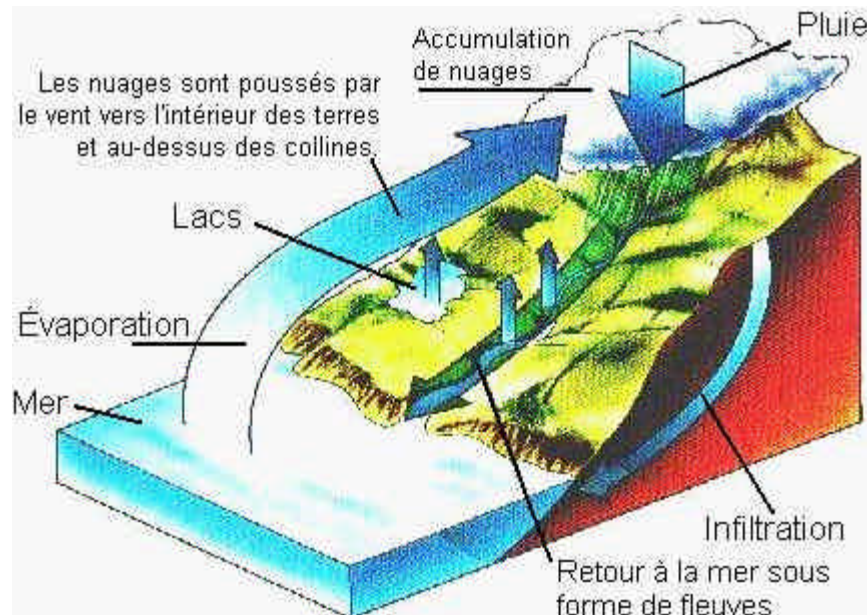 Pluie
Accumulation
de nuages
Les nuages sont poussés par
le vent vers l'intérieur des terres
et au-dessus des collines.
Lacs
Évaporation
Mer
Infiltration
Retour à la mer sous
forme de fleuves